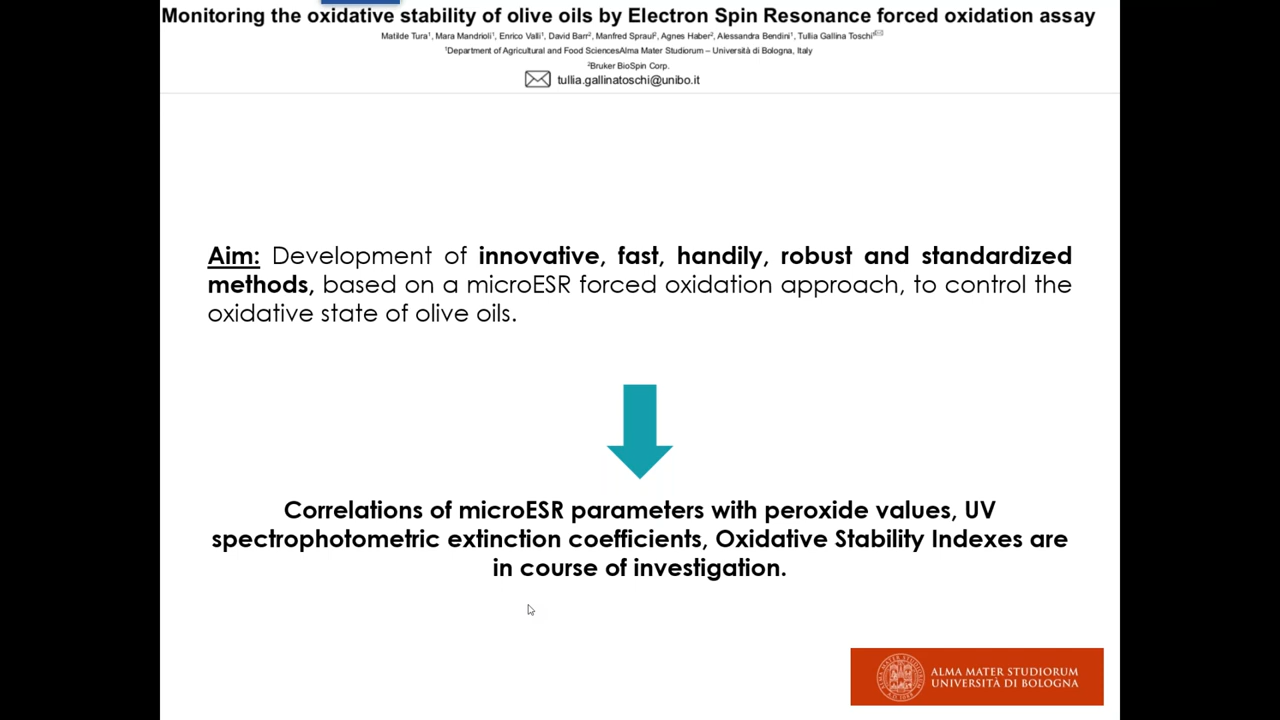 Monitoring the oxidative stability of olive oils by Electron Spin Resonance forced oxidation assay
Matilde Tura¹, Mara Mandrioli¹, Enrico Valli¹, David Barr², Manfred Spraul², Agnes Haber², Alessandra Bendini¹, Tullia Gallina Toschi¹
¹Department of Agricultural and Food SciencesAlma Mater Studiorum – Università di Bologna, Italy
²Bruker BioSpin Corp.
tullia.gallinatoschi@unibo.it
Aim: Development of innovative, fast, handily, robust and standardized
methods, based on a microESR forced oxidation approach, to control the
oxidative state of olive oils.
Correlations of microESR parameters with peroxide values, UV
spectrophotometric extinction coefficients, Oxidative Stability Indexes are
in course of investigation.
ALMA MATER STUDIORUM
UNIVERSITÀ DI BOLOGNA